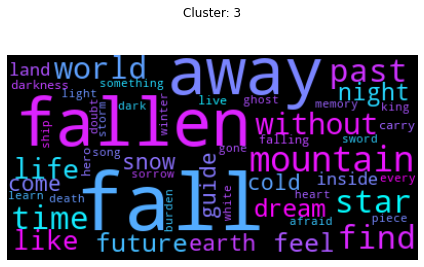 Cluster: 3
land world away past
darkness light something night
fallen dark live winter ghost memory king
ship doubt storm without carry
falling sword
life hero song snow gone mountain
come guide cold inside star
learn death sorrow fall white heart every
time burden dream afraid piece
like future earth feel find